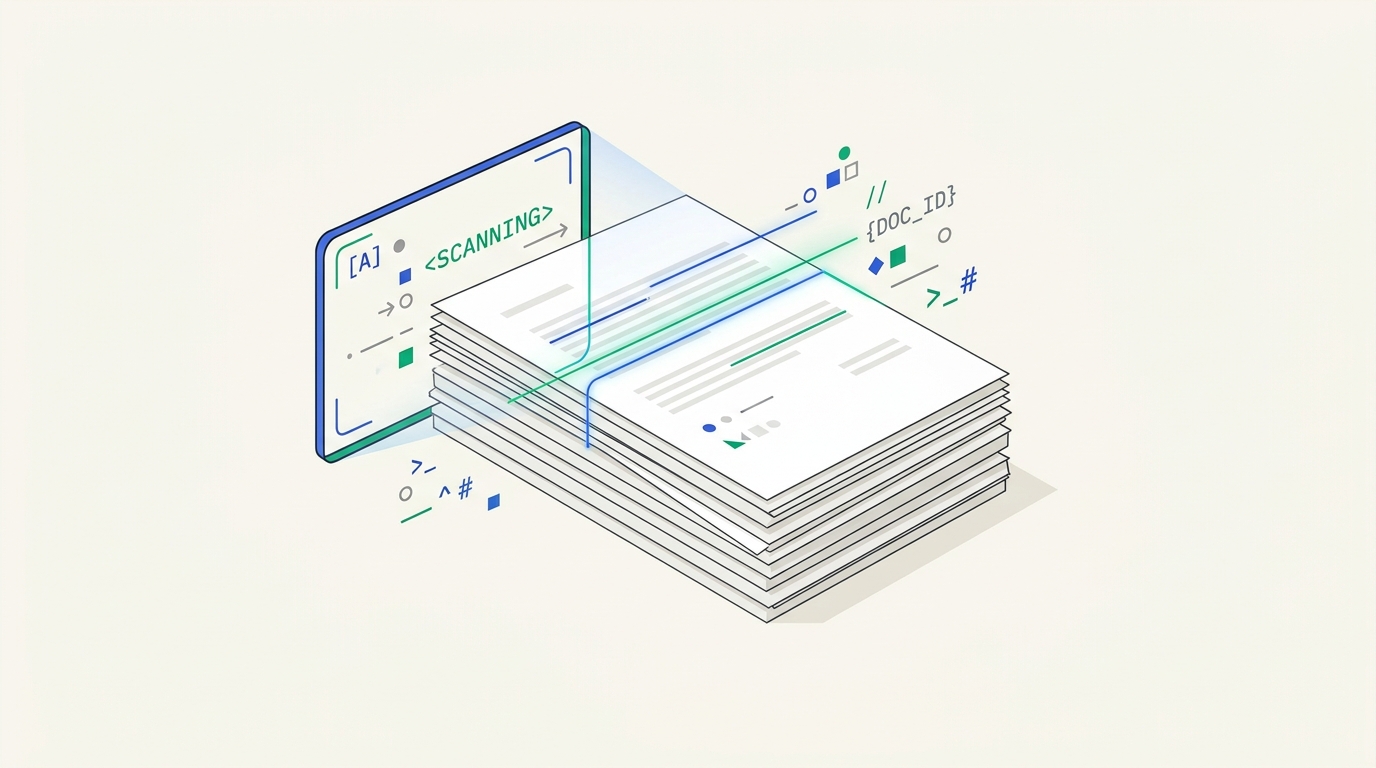 [A]
<SCANNING>
//
{DOC_ID}
>_#
>_
^ #